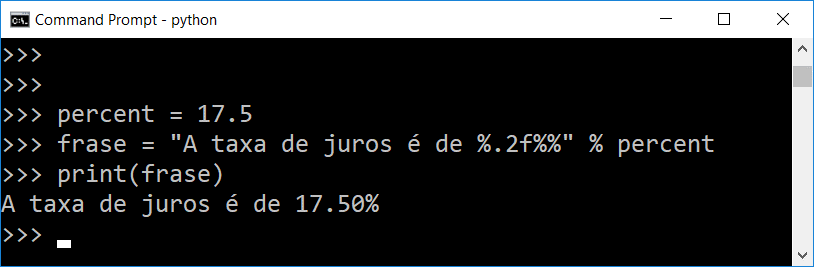 Command Prompt - python
>>>
>>>
>>> percent = 17.5
>>> frase = "A taxa de juros é de %.2f%%" % percent
>>> print(frase)
A taxa de juros é de 17.50%
>>>